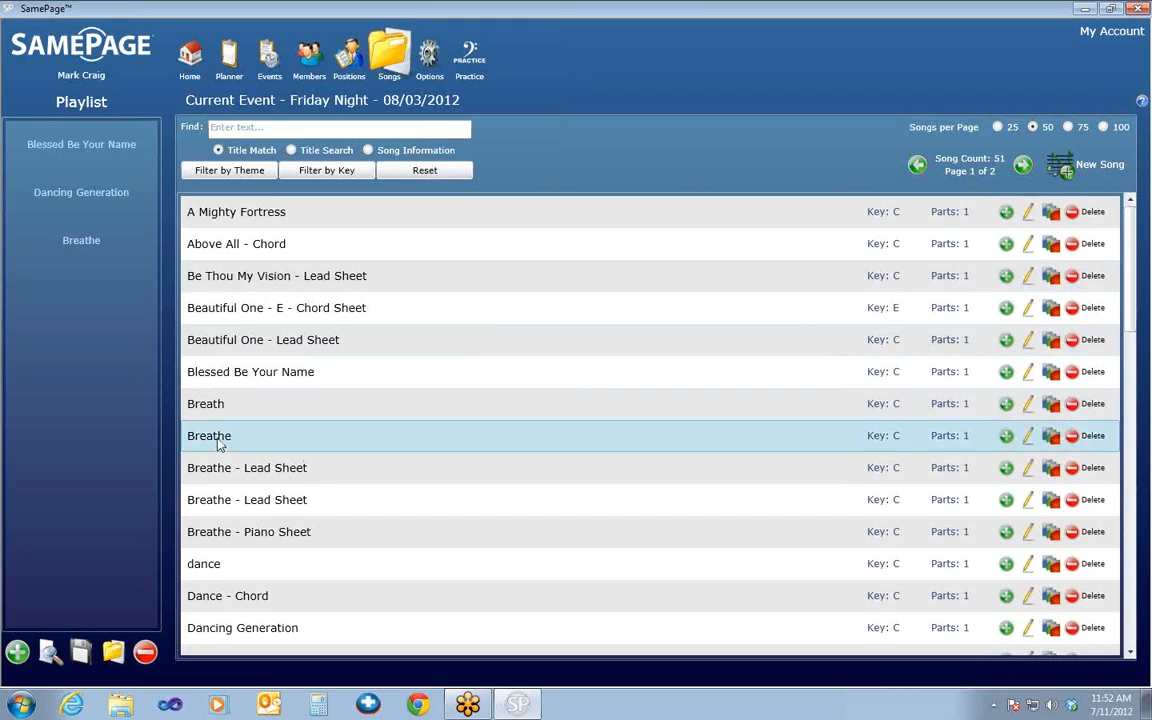 SamePage™
SAMEPAGE
Mark Craig
Playlist
Blessed Be Your Name
Dancing Generation
Breathe
Home
Planner
Events
Members
Positions
Songs
Options
PRACTICE
Practice
My Account
Current Event - Friday Night - 08/03/2012
Find: Enter text...
Title Match Title Search Song Information
Filter by Theme Filter by Key Reset
Songs per Page 25 50 75 100
Song Count: 51
Page 1 of 2
New Song
A Mighty Fortress Key: C Parts: 1 Delete
Above All - Chord Key: C Parts: 1 Delete
Be Thou My Vision - Lead Sheet Key: C Parts: 1 Delete
Beautiful One - E - Chord Sheet Key: E Parts: 1 Delete
Beautiful One - Lead Sheet Key: C Parts: 1 Delete
Blessed Be Your Name Key: C Parts: 1 Delete
Breath Key: C Parts: 1 Delete
Breathe Key: C Parts: 1 Delete
Breathe - Lead Sheet Key: C Parts: 1 Delete
Breathe - Lead Sheet Key: C Parts: 1 Delete
Breathe - Piano Sheet Key: C Parts: 1 Delete
dance Key: C Parts: 1 Delete
Dance - Chord Key: C Parts: 1 Delete
Dancing Generation Key: C Parts: 1 Delete
SP
11:52 AM
7/11/2012